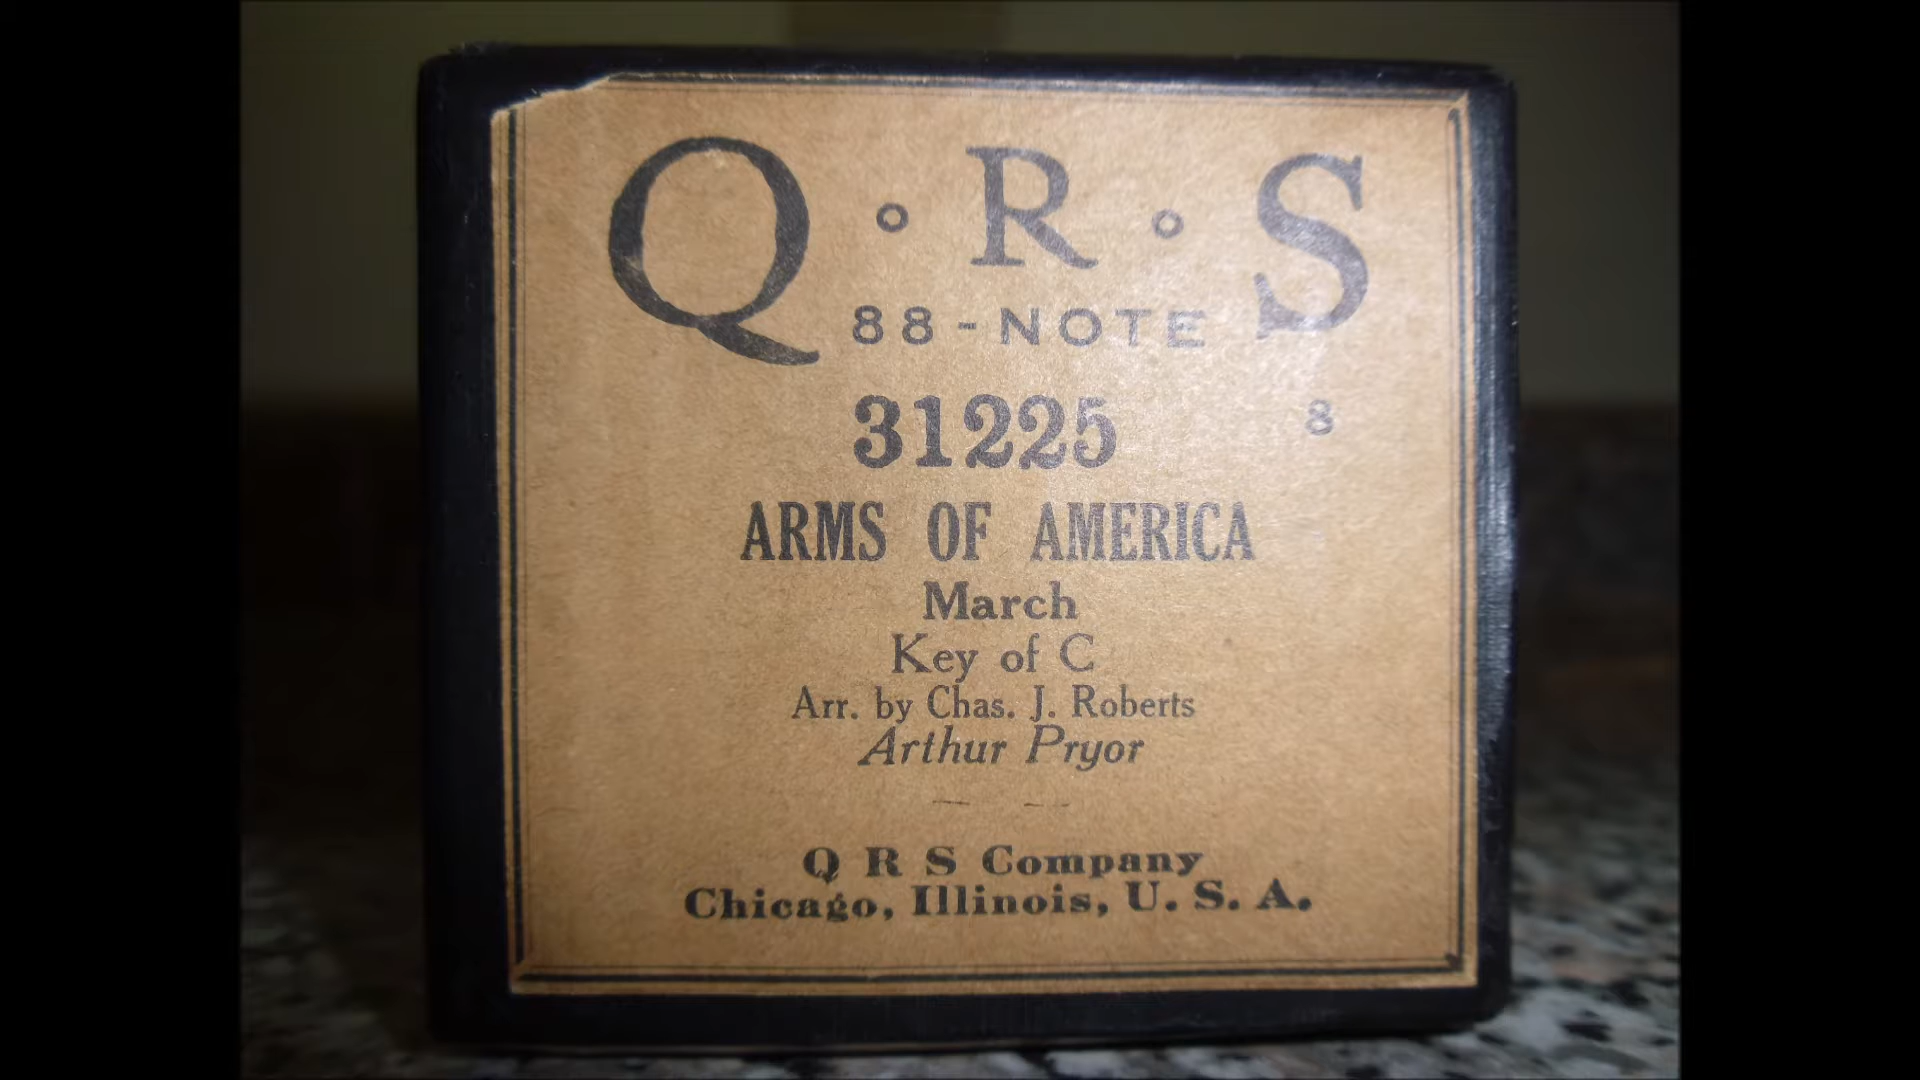 Q·R·S
88-NOTE
31225 8
ARMS OF AMERICA
March
Key of C
Arr. by Chas. J. Roberts
Arthur Pryor
Q R S Company
Chicago, Illinois, U. S. A.